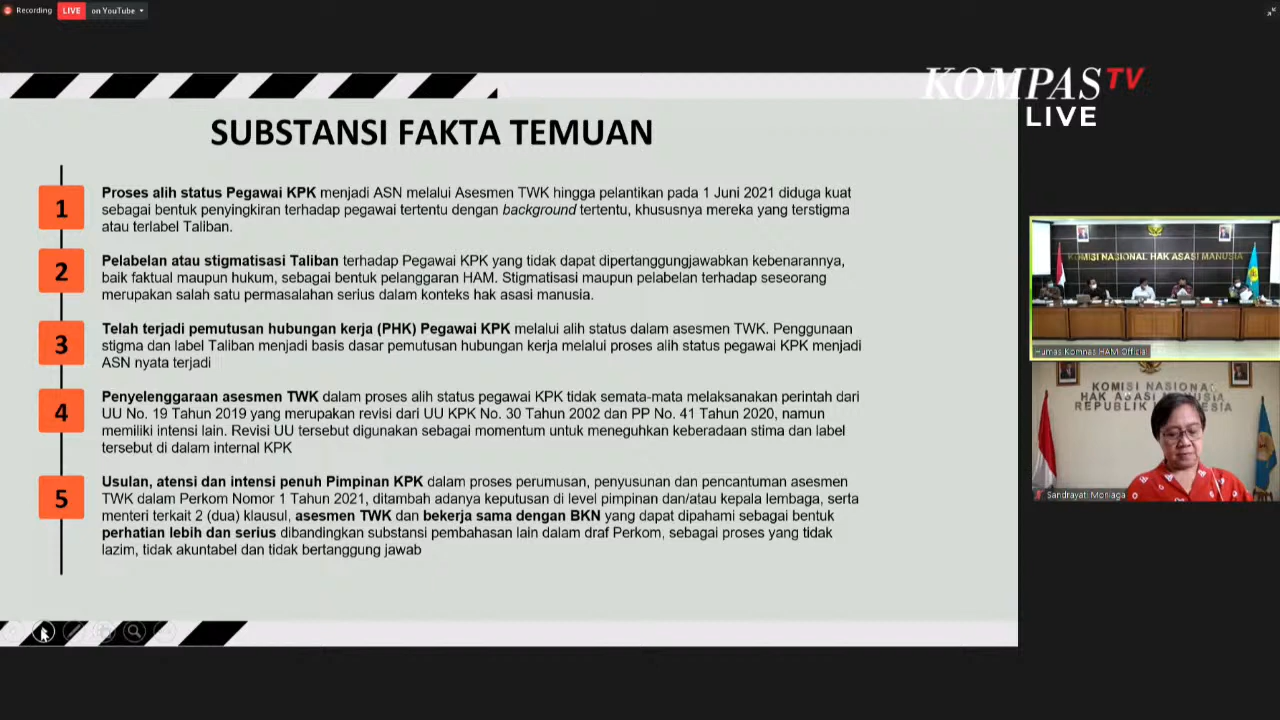 Recording LIVE on YouTube
KOMPAS TV
LIVE
SUBSTANSI FAKTA TEMUAN
1
Proses alih status Pegawai KPK menjadi ASN melalui Asesmen TWK hingga pelantikan pada 1 Juni 2021 diduga kuat
sebagai bentuk penyingkiran terhadap pegawai tertentu dengan background tertentu, khususnya mereka yang terstigma
atau terlabel Taliban.
2
Pelabelan atau stigmatisasi Taliban terhadap Pegawai KPK yang tidak dapat dipertanggungjawabkan kebenarannya,
baik faktual maupun hukum, sebagai bentuk pelanggaran HAM. Stigmatisasi maupun pelabelan terhadap seseorang
merupakan salah satu permasalahan serius dalam konteks hak asasi manusia.
3
Telah terjadi pemutusan hubungan kerja (PHK) Pegawai KPK melalui alih status dalam asesmen TWK. Penggunaan
stigma dan label Taliban menjadi basis dasar pemutusan hubungan kerja melalui proses alih status pegawai KPK menjadi
ASN nyata terjadi
4
Penyelenggaraan asesmen TWK dalam proses alih status pegawai KPK tidak semata-mata melaksanakan perintah dari
UU No. 19 Tahun 2019 yang merupakan revisi dari UU KPK No. 30 Tahun 2002 dan PP No. 41 Tahun 2020, namun
memiliki intensi lain. Revisi UU tersebut digunakan sebagai momentum untuk meneguhkan keberadaan stima dan label
tersebut di dalam internal KPK
5
Usulan, atensi dan intensi penuh Pimpinan KPK dalam proses perumusan, penyusunan dan pencantuman asesmen
TWK dalam Perkom Nomor 1 Tahun 2021, ditambah adanya keputusan di level pimpinan dan/atau kepala lembaga, serta
menteri terkait 2 (dua) klausul, asesmen TWK dan bekerja sama dengan BKN yang dapat dipahami sebagai bentuk
perhatian lebih dan serius dibandingkan substansi pembahasan lain dalam draf Perkom, sebagai proses yang tidak
lazim, tidak akuntabel dan tidak bertanggung jawab
KOMISI NASIONAL HAK ASASI MANUSIA
Humas Komnas HAM Official
KOMISI NASIONAL
HAK ASASI MANUSIA
REPUBLIK INDONESIA
Sandrayati Moniaga